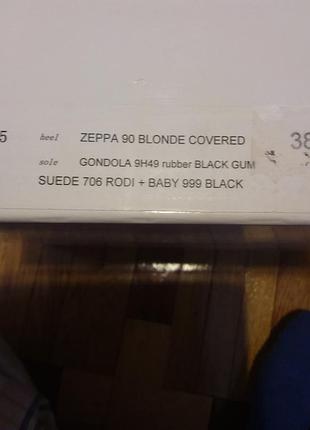 5 heel ZEPPA 90 BLONDE COVERED 38
sole GONDOLA 9H49 rubber BLACK GUM
SUEDE 706 RODI + BABY 999 BLACK